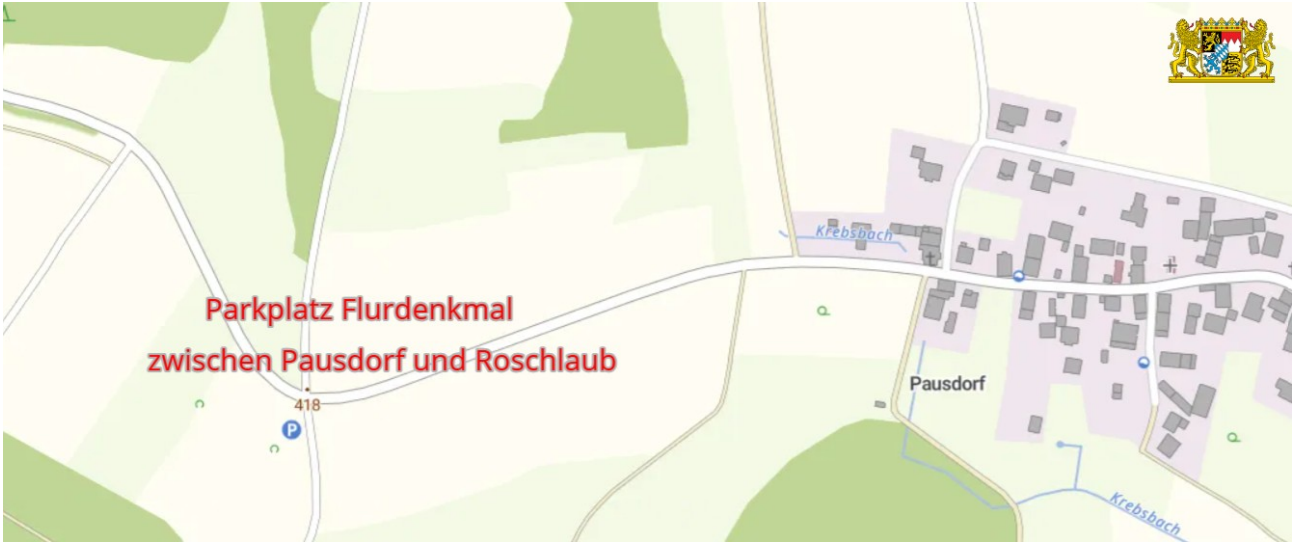 Krebsbach
Parkplatz Flurdenkmal
zwischen Pausdorf und Roschlaub
418
P
Pausdorf
Krebsbach